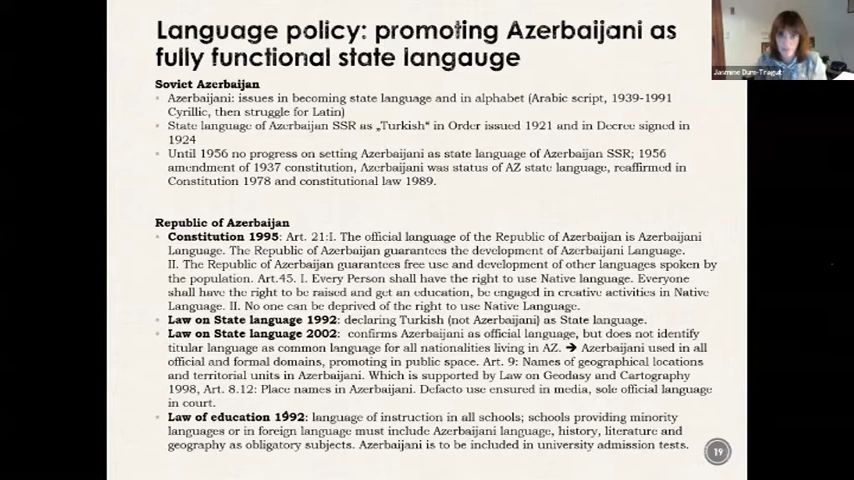 Language policy: promoting Azerbaijani as
fully functional state langauge
Jasmine Dum-Tragut
Soviet Azerbaijan
Azerbaijani: issues in becoming state language and in alphabet (Arabic script, 1939-1991
Cyrillic, then struggle for Latin)
State language of Azerbaijan SSR as „Turkish“ in Order issued 1921 and in Decree signed in
1924
Until 1956 no progress on setting Azerbaijani as state language of Azerbaijan SSR; 1956
amendment of 1937 constitution, Azerbaijani was status of AZ state language, reaffirmed in
Constitution 1978 and constitutional law 1989.
Republic of Azerbaijan
Constitution 1995: Art. 21:I. The official language of the Republic of Azerbaijan is Azerbaijani
Language. The Republic of Azerbaijan guarantees the development of Azerbaijani Language.
II. The Republic of Azerbaijan guarantees free use and development of other languages spoken by
the population. Art.45. I. Every Person shall have the right to use Native language. Everyone
shall have the right to be raised and get an education, be engaged in creative activities in Native
Language. II. No one can be deprived of the right to use Native Language.
Law on State language 1992: declaring Turkish (not Azerbaijani) as State language.
Law on State language 2002: confirms Azerbaijani as official language, but does not identify
titular language as common language for all nationalities living in AZ. ➔ Azerbaijani used in all
official and formal domains, promoting in public space. Art. 9: Names of geographical locations
and territorial units in Azerbaijani. Which is supported by Law on Geodasy and Cartography
1998, Art. 8.12: Place names in Azerbaijani. Defacto use ensured in media, sole official language
in court.
Law of education 1992: language of instruction in all schools; schools providing minority
languages or in foreign language must include Azerbaijani language, history, literature and
geography as obligatory subjects. Azerbaijani is to be included in university admission tests.
19